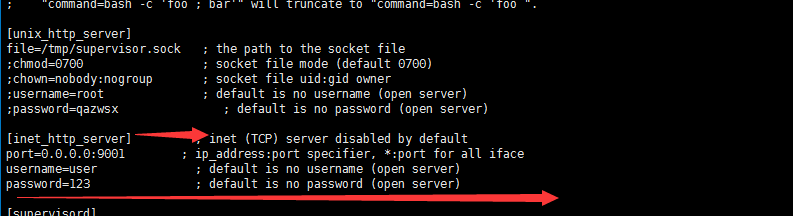 ;    "command=bash -c 'foo ; bar'" will truncate to "command=bash -c 'foo ".
[unix_http_server]
file=/tmp/supervisor.sock   ; the path to the socket file
;chmod=0700                 ; socket file mode (default 0700)
;chown=nobody:nogroup       ; socket file uid:gid owner
;username=root              ; default is no username (open server)
;password=qazwsx               ; default is no password (open server)
[inet_http_server]         ; inet (TCP) server disabled by default
port=0.0.0.0:9001        ; ip_address:port specifier, *:port for all iface
username=user              ; default is no username (open server)
password=123               ; default is no password (open server)
[supervisord]